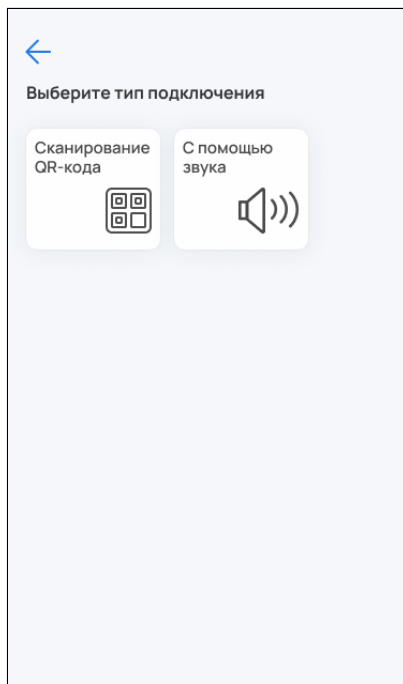 Выберите тип подключения
Сканирование
QR-кода
С помощью
звука